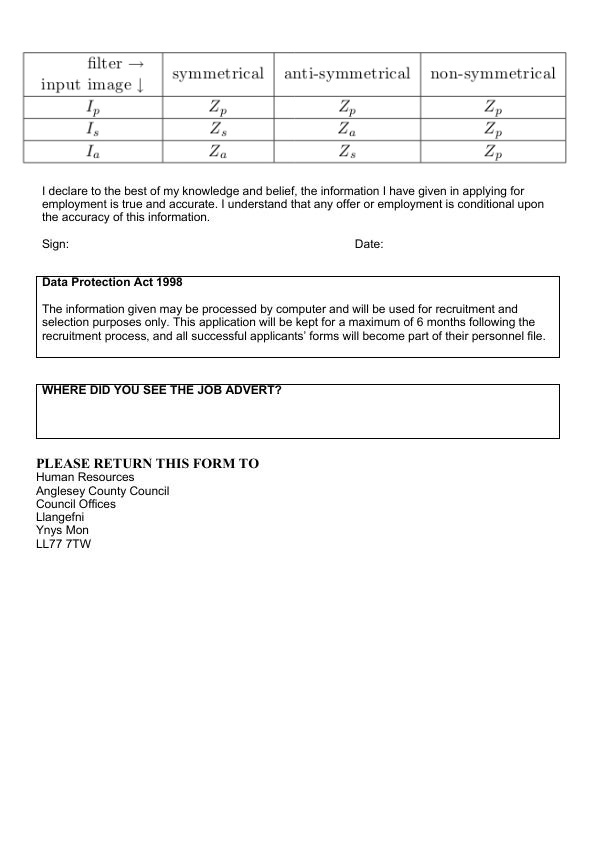 filter → symmetrical anti-symmetrical non-symmetrical
input image ↓
I_p Z_p Z_p Z_p
I_s Z_s Z_a Z_p
I_a Z_a Z_s Z_p
I declare to the best of my knowledge and belief, the information I have given in applying for
employment is true and accurate. I understand that any offer or employment is conditional upon
the accuracy of this information.
Sign: Date:
Data Protection Act 1998
The information given may be processed by computer and will be used for recruitment and
selection purposes only. This application will be kept for a maximum of 6 months following the
recruitment process, and all successful applicants' forms will become part of their personnel file.
WHERE DID YOU SEE THE JOB ADVERT?
PLEASE RETURN THIS FORM TO
Human Resources
Anglesey County Council
Council Offices
Llangefni
Ynys Mon
LL77 7TW